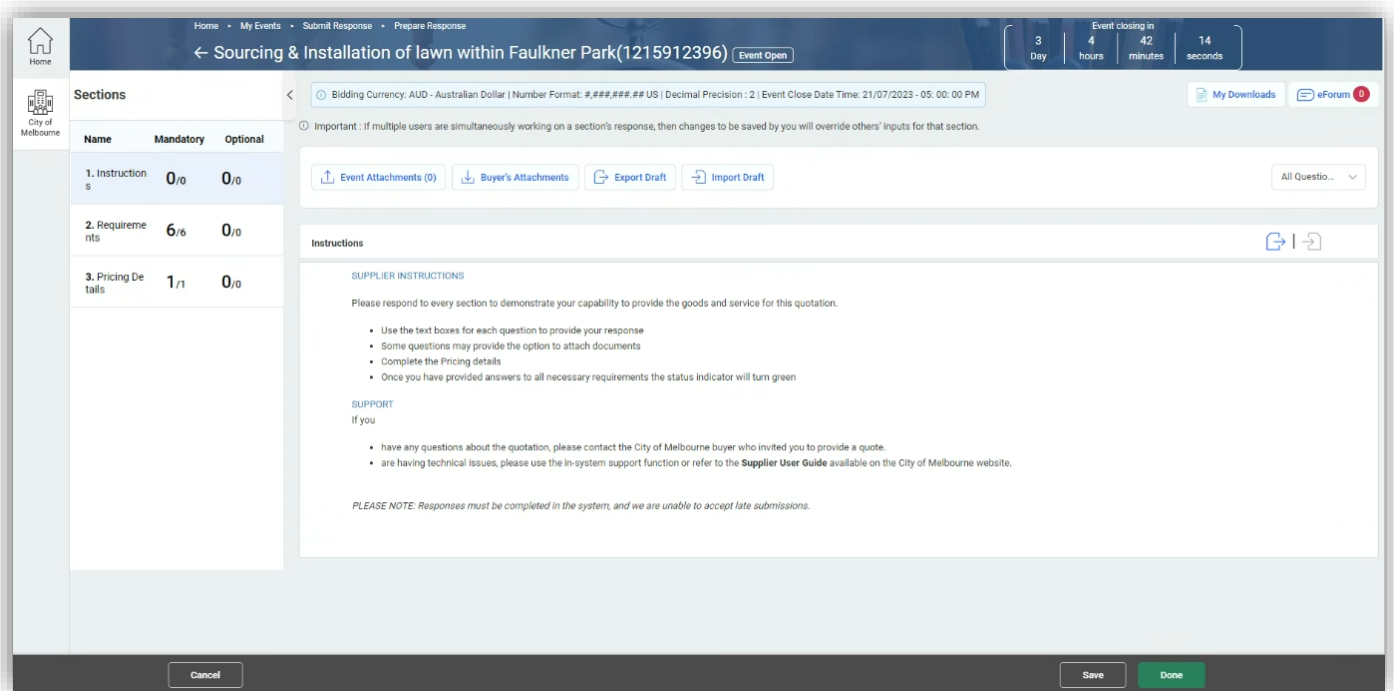 Home • My Events • Submit Response • Prepare Response
← Sourcing & Installation of lawn within Faulkner Park(1215912396) Event Open
Event closing in
3 4 42 14
Day hours minutes seconds
Home
City of
Melbourne
Sections
Name Mandatory Optional
1. Instruction
s
0/0 0/0
2. Requireme
nts
6/6 0/0
3. Pricing De
tails
1/1 0/0
Bidding Currency: AUD - Australian Dollar | Number Format: #,###,###.## US | Decimal Precision : 2 | Event Close Date Time: 21/07/2023 - 05: 00: 00 PM
My Downloads
eForum 0
Important : If multiple users are simultaneously working on a section's response, then changes to be saved by you will override others' inputs for that section.
Event Attachments (0) Buyer's Attachments Export Draft Import Draft
All Questio...
Instructions
SUPPLIER INSTRUCTIONS
Please respond to every section to demonstrate your capability to provide the goods and service for this quotation.
• Use the text boxes for each question to provide your response
• Some questions may provide the option to attach documents
• Complete the Pricing details
• Once you have provided answers to all necessary requirements the status indicator will turn green
SUPPORT
If you
• have any questions about the quotation, please contact the City of Melbourne buyer who invited you to provide a quote.
• are having technical issues, please use the in-system support function or refer to the Supplier User Guide available on the City of Melbourne website.
PLEASE NOTE: Responses must be completed in the system, and we are unable to accept late submissions.
Cancel
Save
Done